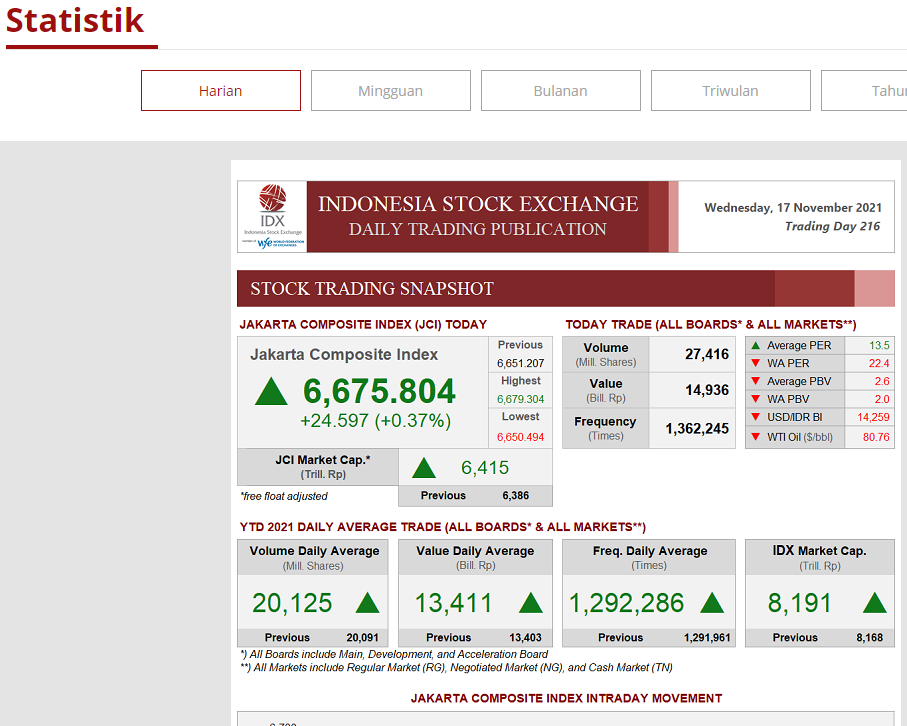 Statistik
Harian Mingguan Bulanan Triwulan Tahu
IDX
Indonesia Stock Exchange
wfe WORLD FEDERATION OF EXCHANGES
INDONESIA STOCK EXCHANGE
DAILY TRADING PUBLICATION
Wednesday, 17 November 2021
Trading Day 216
STOCK TRADING SNAPSHOT
JAKARTA COMPOSITE INDEX (JCI) TODAY
Jakarta Composite Index
6,675.804
+24.597 (+0.37%)
Previous
6,651.207
Highest
6,679.304
Lowest
6,650.494
JCI Market Cap.*
(Trill. Rp)
6,415
Previous 6,386
*free float adjusted
TODAY TRADE (ALL BOARDS* & ALL MARKETS**)
Volume
(Mill. Shares)
27,416
Value
(Bill. Rp)
14,936
Frequency
(Times)
1,362,245
Average PER 13.5
WA PER 22.4
Average PBV 2.6
WA PBV 2.0
USD/IDR BI 14,259
WTI Oil ($/bbl) 80.76
YTD 2021 DAILY AVERAGE TRADE (ALL BOARDS* & ALL MARKETS**)
Volume Daily Average
(Mill. Shares)
20,125
Previous 20,091
Value Daily Average
(Bill. Rp)
13,411
Previous 13,403
Freq. Daily Average
(Times)
1,292,286
Previous 1,291,961
IDX Market Cap.
(Trill. Rp)
8,191
Previous 8,168
*) All Boards include Main, Development, and Acceleration Board
**) All Markets include Regular Market (RG), Negotiated Market (NG), and Cash Market (TN)
JAKARTA COMPOSITE INDEX INTRADAY MOVEMENT